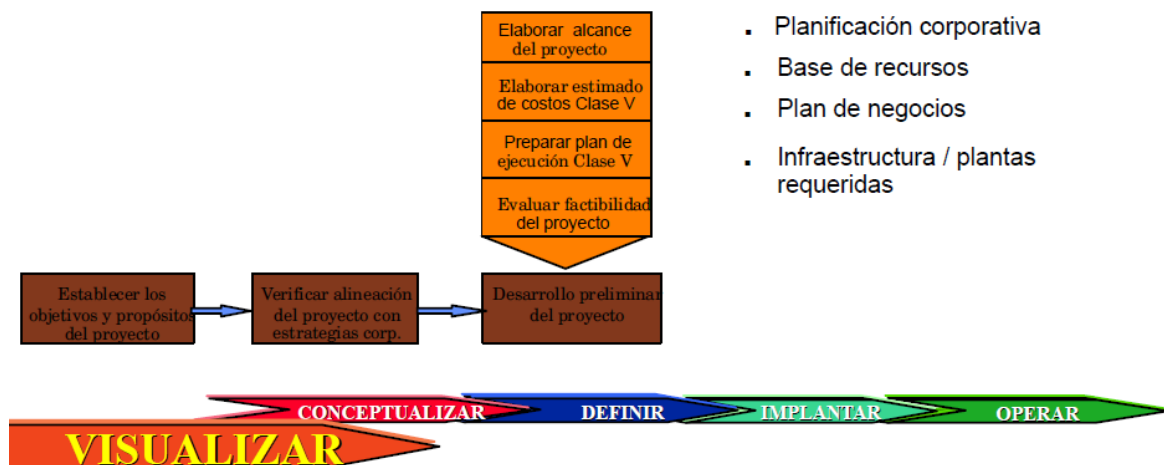 Elaborar alcance
del proyecto
Elaborar estimado
de costos Clase V
Preparar plan de
ejecución Clase V
Evaluar factibilidad
del proyecto
. Planificación corporativa
. Base de recursos
. Plan de negocios
. Infraestructura / plantas
requeridas
Establecer los
objetivos y propósitos
del proyecto
Verificar alineación
del proyecto con
estrategias corp.
Desarrollo preliminar
del proyecto
CONCEPTUALIZAR
DEFINIR
IMPLANTAR
OPERAR
VISUALIZAR